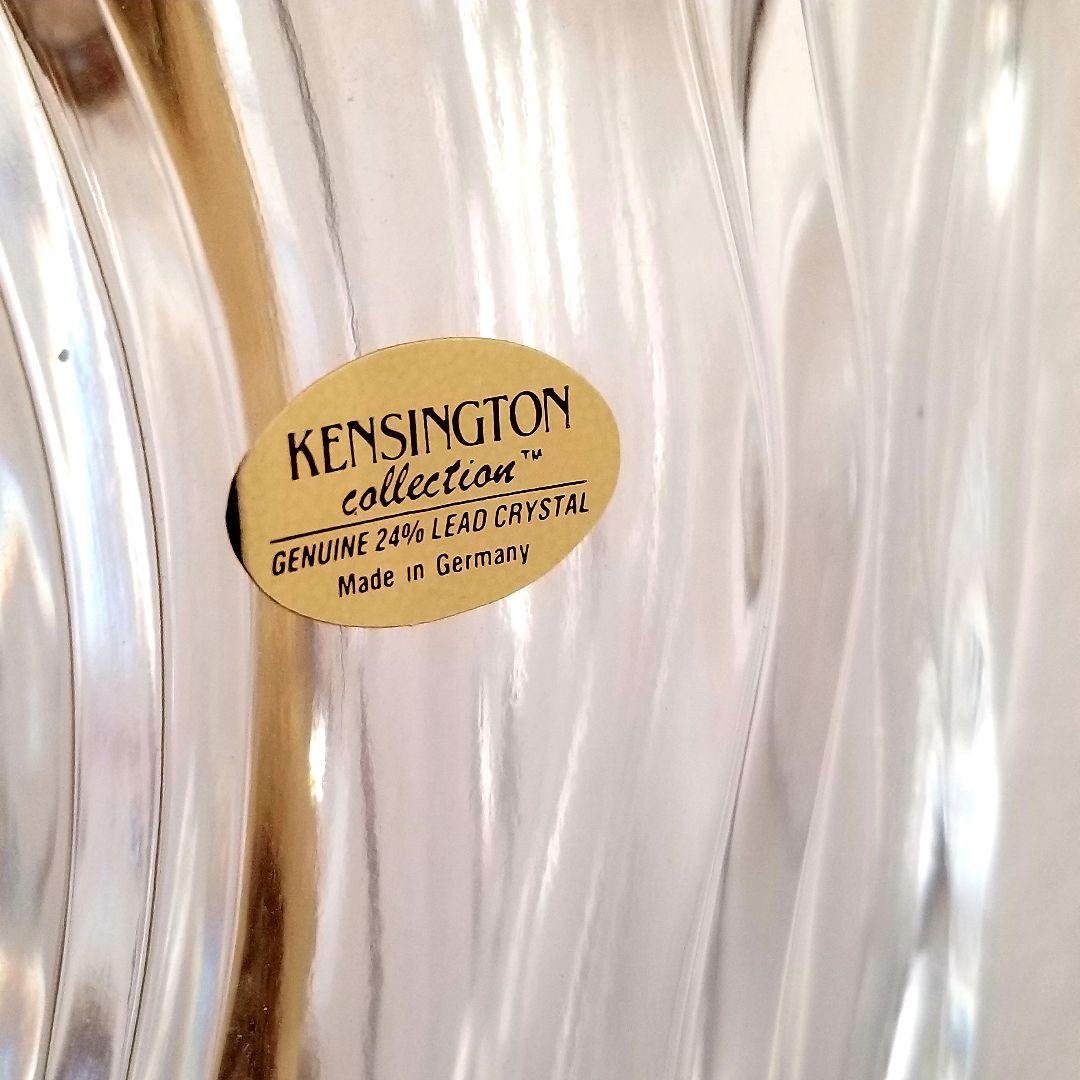 KENSINGTON
collection™
GENUINE 24% LEAD CRYSTAL
Made in Germany